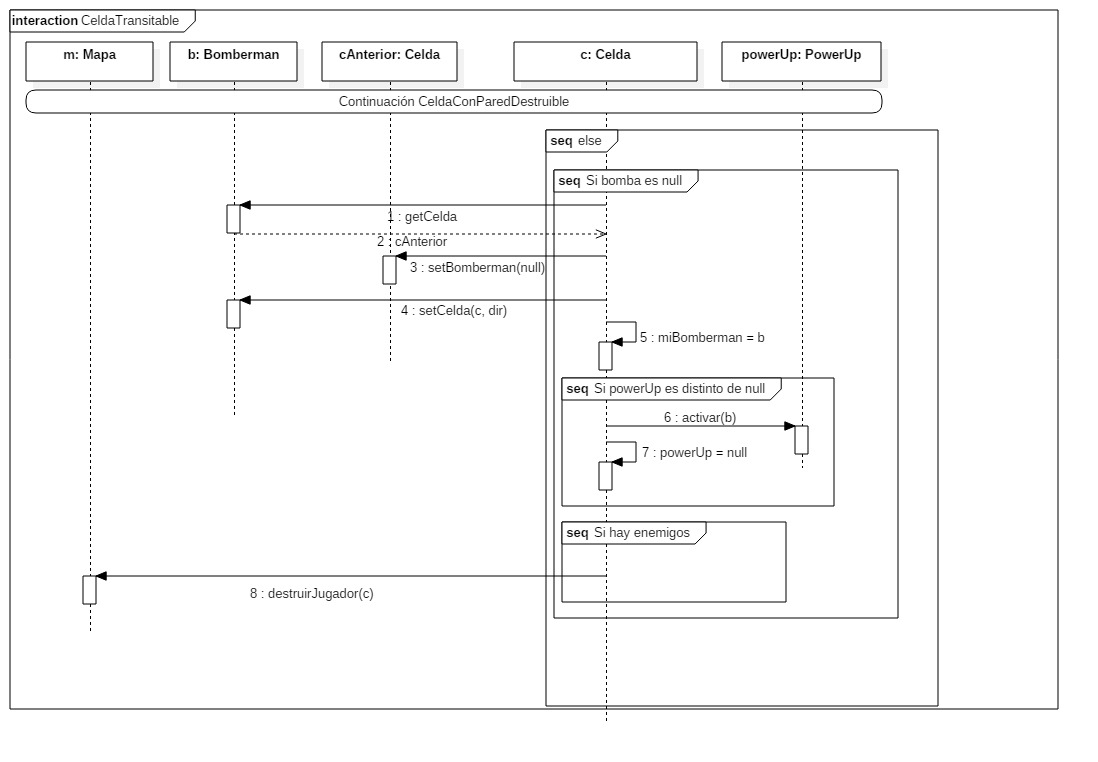 interaction CeldaTransitable
m: Mapa
b: Bomberman
cAnterior: Celda
c: Celda
powerUp: PowerUp
Continuación CeldaConParedDestruible
seq else
seq Si bomba es null
1 : getCelda
2 : cAnterior
3 : setBomberman(null)
4 : setCelda(c, dir)
5 : miBomberman = b
seq Si powerUp es distinto de null
6 : activar(b)
7 : powerUp = null
seq Si hay enemigos
8 : destruirJugador(c)